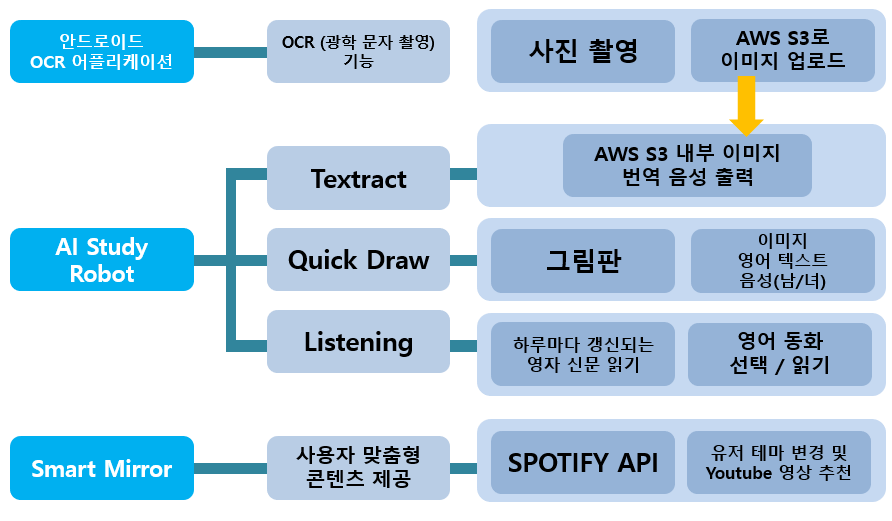 안드로이드
OCR 어플리케이션
OCR (광학 문자 촬영)
기능
사진 촬영
AWS S3로
이미지 업로드
AI Study
Robot
Textract
AWS S3 내부 이미지
번역 음성 출력
Quick Draw
그림판
이미지
영어 텍스트
음성(남/녀)
Listening
하루마다 갱신되는
영자 신문 읽기
영어 동화
선택 / 읽기
Smart Mirror
사용자 맞춤형
콘텐츠 제공
SPOTIFY API
유저 테마 변경 및
Youtube 영상 추천